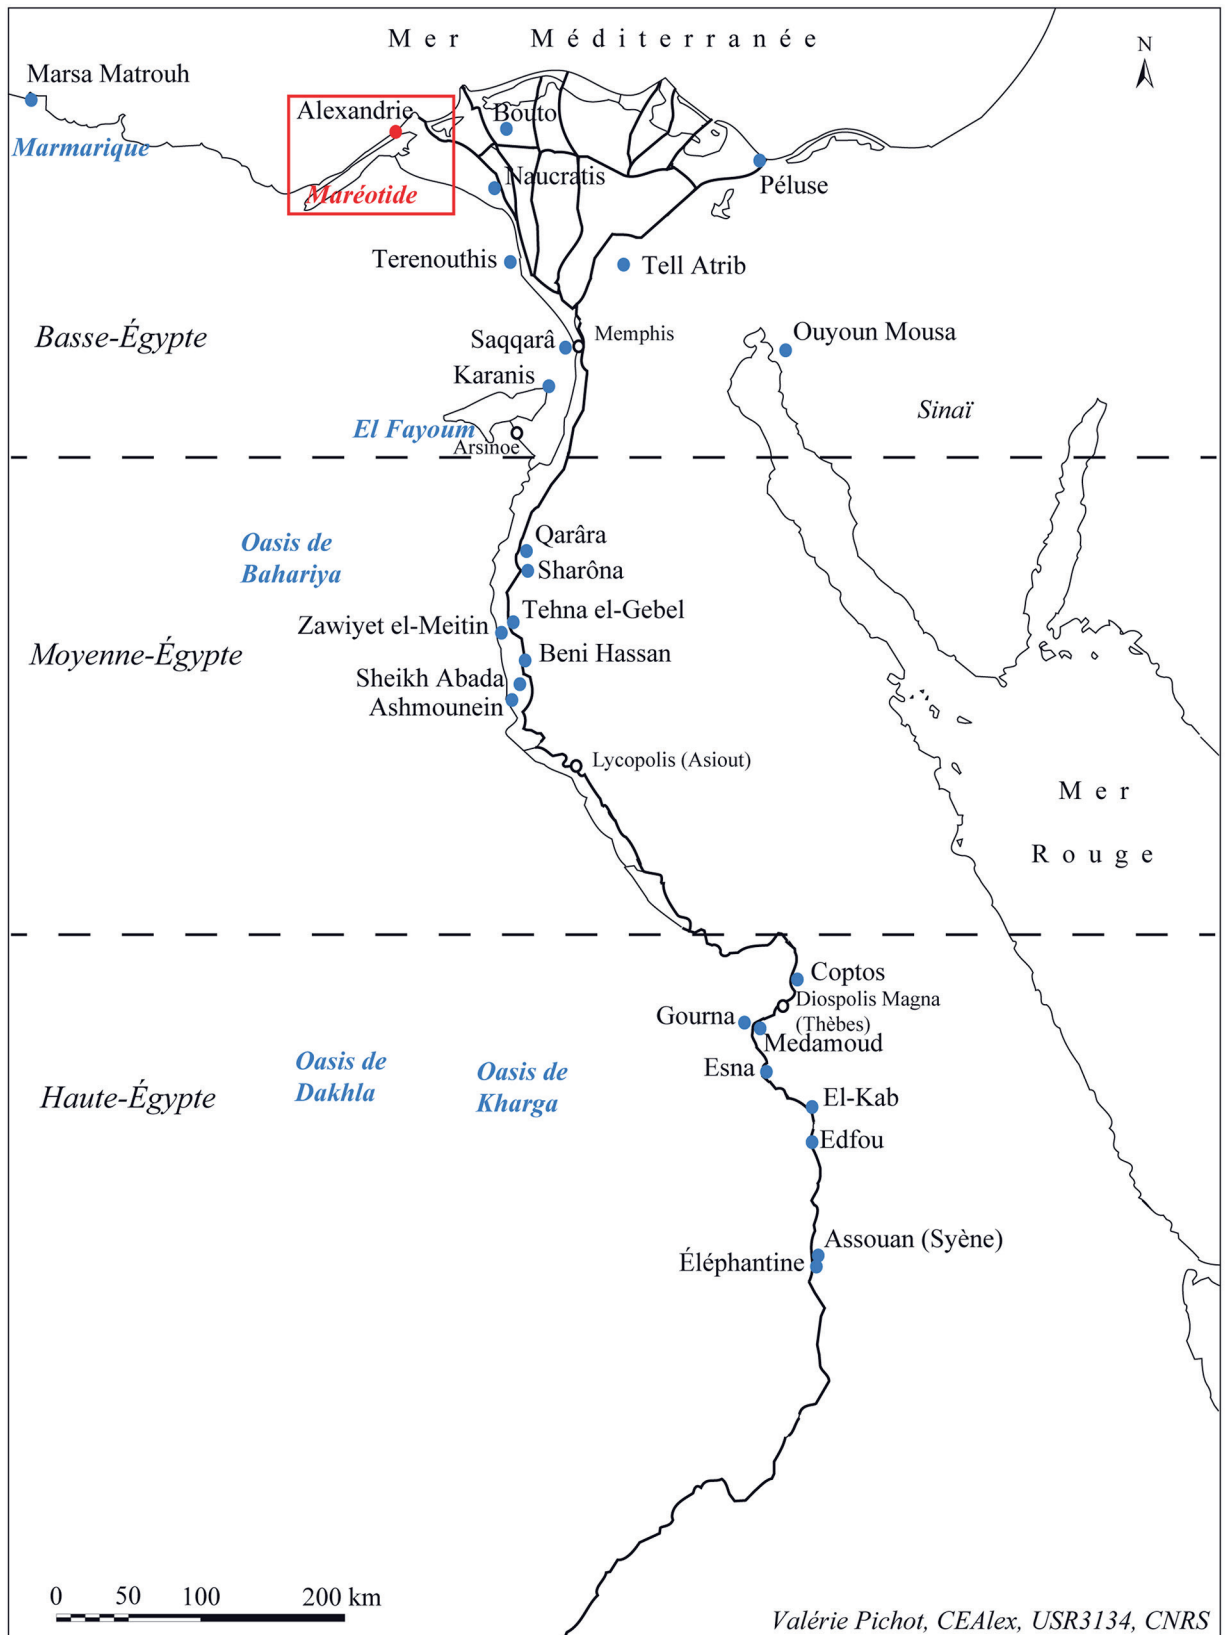 Mer Méditerranée
N
Marsa Matrouh
Alexandrie
Bouto
Marmarique
Naucratis
Péluse
Maréotide
Terenouthis
Tell Atrib
Basse-Égypte
Saqqarâ
Memphis
Ouyoun Mousa
Karanis
Sinaï
El Fayoum
Arsinoe
Oasis de
Bahariya
Qarâra
Sharôna
Tehna el-Gebel
Zawiyet el-Meitin
Moyenne-Égypte
Beni Hassan
Sheikh Abada
Ashmounein
Lycopolis (Asiout)
Mer
Rouge
Coptos
Diospolis Magna
(Thèbes)
Gourna
Medamoud
Esna
Oasis de
Dakhla
Oasis de
Kharga
Haute-Égypte
El-Kab
Edfou
Assouan (Syène)
Éléphantine
0 50 100 200 km
Valérie Pichot, CEAlex, USR3134, CNRS